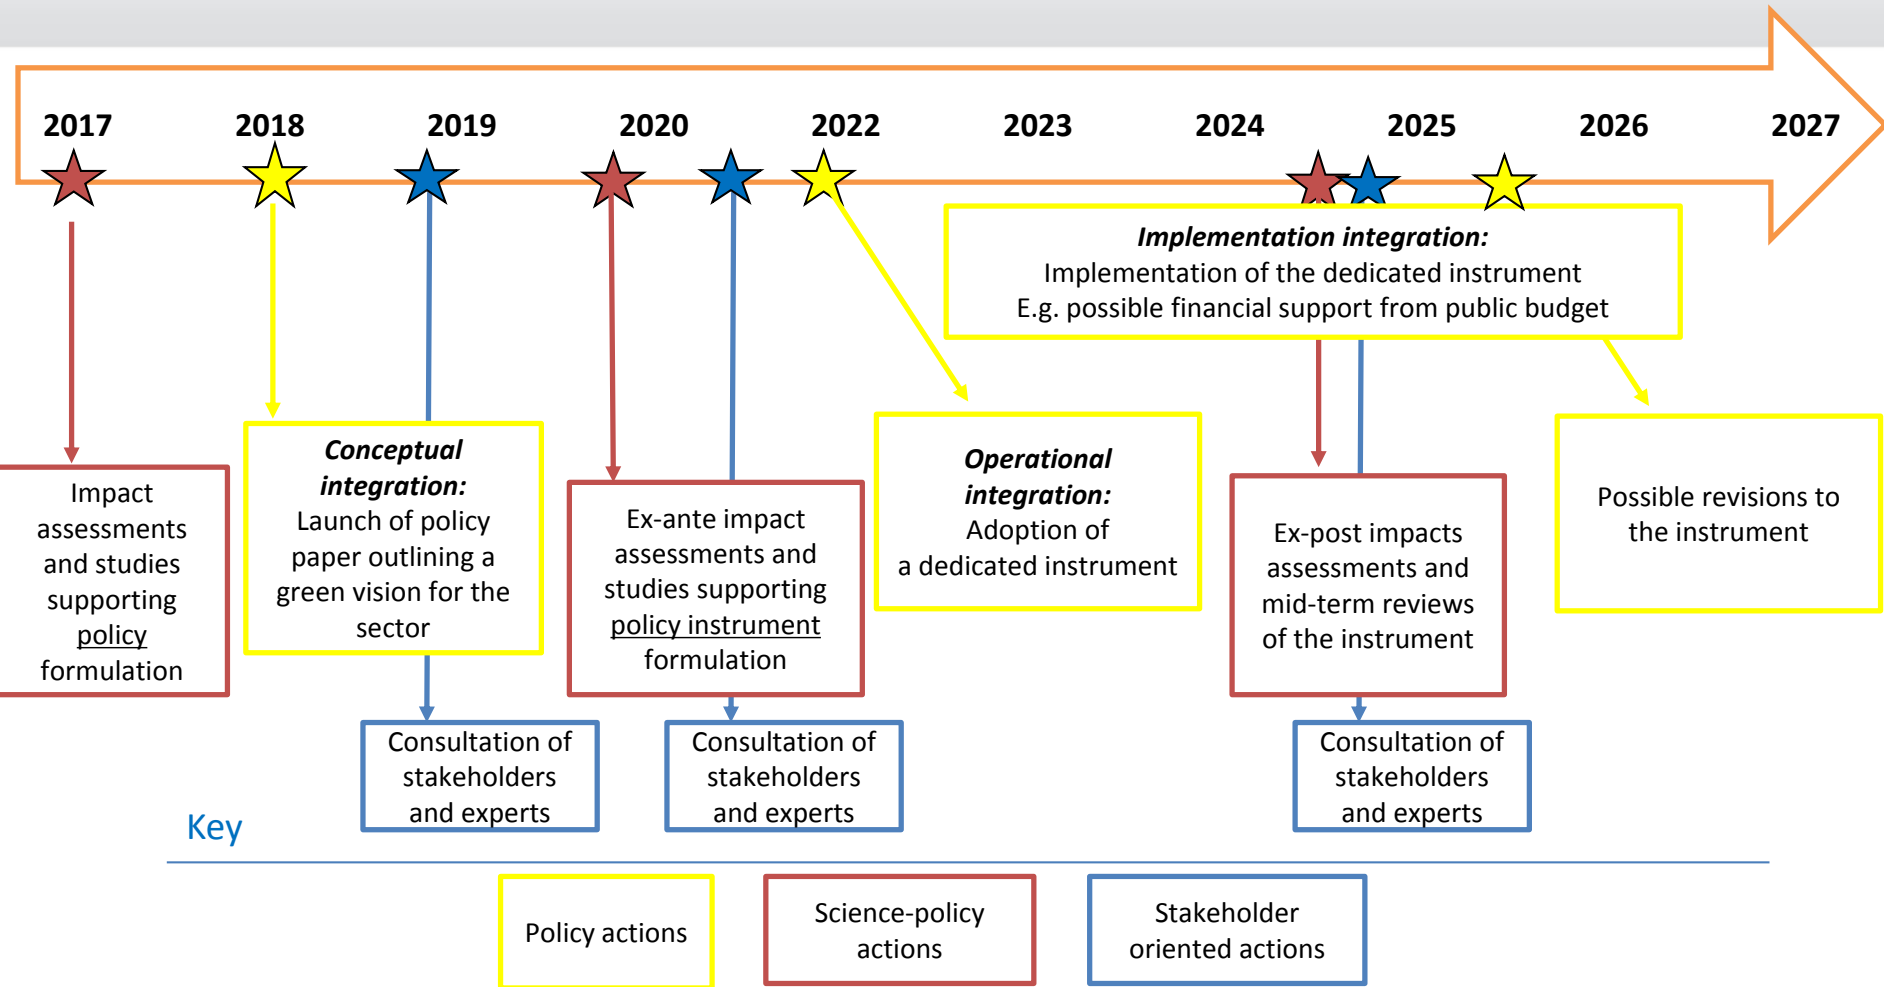 2017
2018
2019
2020
2022
2023
2024
2025
2026
2027
Implementation integration:
Implementation of the dedicated instrument
E.g. possible financial support from public budget
Impact
assessments
and studies
supporting
policy
formulation
Conceptual
integration:
Launch of policy
paper outlining a
green vision for the
sector
Ex-ante impact
assessments and
studies supporting
policy instrument
formulation
Operational
integration:
Adoption of
a dedicated instrument
Ex-post impacts
assessments and
mid-term reviews
of the instrument
Possible revisions to
the instrument
Consultation of
stakeholders
and experts
Consultation of
stakeholders
and experts
Consultation of
stakeholders
and experts
Key
Policy actions
Science-policy
actions
Stakeholder
oriented actions